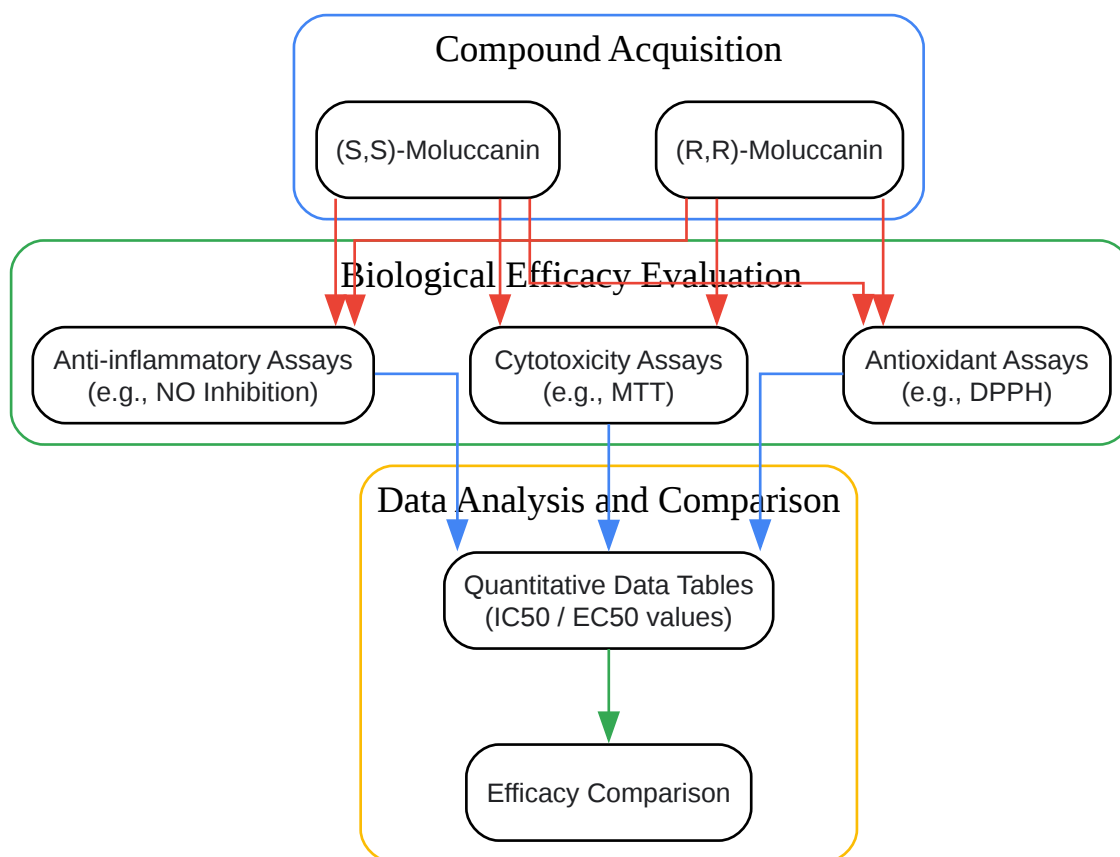 Compound Acquisition
(S,S)-Moluccanin
(R,R)-Moluccanin
Biological Efficacy Evaluation
Anti-inflammatory Assays
(e.g., NO Inhibition)
Cytotoxicity Assays
(e.g., MTT)
Antioxidant Assays
(e.g., DPPH)
Data Analysis and Comparison
Quantitative Data Tables
(IC50 / EC50 values)
Efficacy Comparison